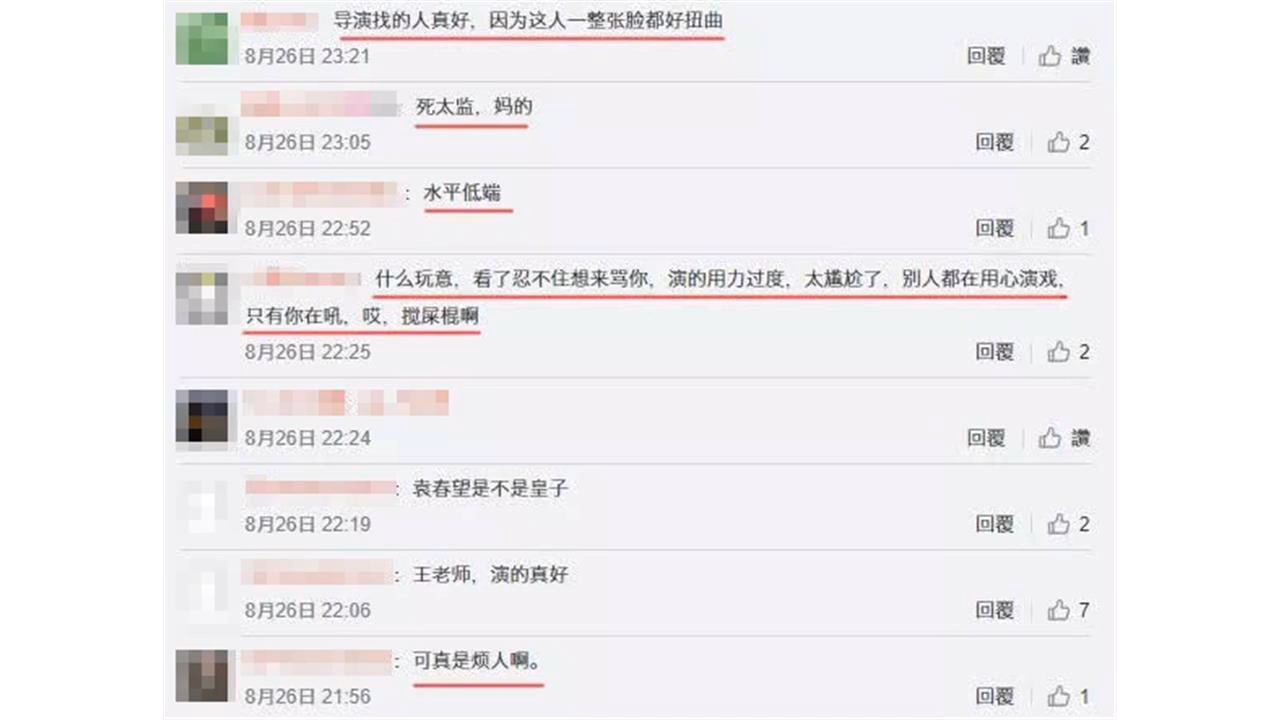 导演找的人真好，因为这人一整张脸都好扭曲
8月26日 23:21 回覆 讚
死太监，妈的
8月26日 23:05 回覆 2
: 水平低端
8月26日 22:52 回覆 1
什么玩意，看了忍不住想来骂你，演的用力过度，太尴尬了，别人都在用心演戏，
只有你在吼，哎，搅屎棍啊
8月26日 22:25 回覆 2
8月26日 22:24 回覆 讚
: 袁春望是不是皇子
8月26日 22:19 回覆 2
: 王老师，演的真好
8月26日 22:06 回覆 7
: 可真是烦人啊。
8月26日 21:56 回覆 1